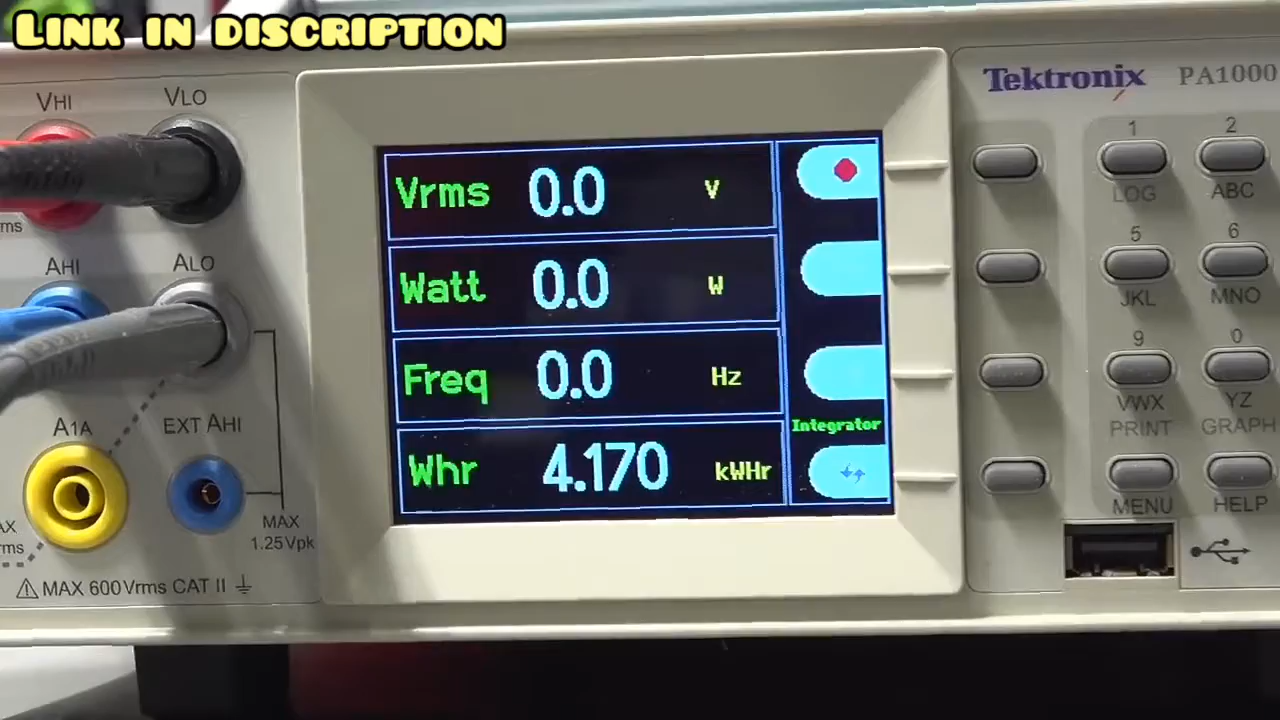 LINK IN DISCRIPTION
Tektronix PA1000
VHI
VLO
AHI
ALO
A1A
EXT AHI
MAX
1.25Vpk
MAX 600Vrms CAT II
Vrms 0.0 V
Watt 0.0 W
Freq 0.0 Hz
Whr 4.170 kWHr
Integrator
1 2
LOG ABC
5 6
JKL MNO
9 0
VWX YZ
PRINT GRAPH
MENU HELP